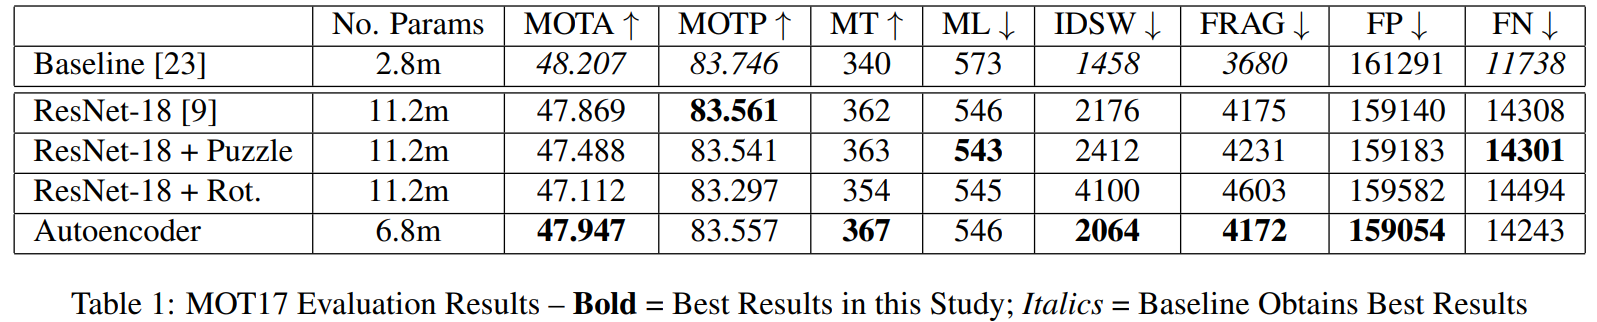 No. Params MOTA ↑ MOTP ↑ MT ↑ ML ↓ IDSW ↓ FRAG ↓ FP ↓ FN ↓
Baseline [23] 2.8m 48.207 83.746 340 573 1458 3680 161291 11738
ResNet-18 [9] 11.2m 47.869 83.561 362 546 2176 4175 159140 14308
ResNet-18 + Puzzle 11.2m 47.488 83.541 363 543 2412 4231 159183 14301
ResNet-18 + Rot. 11.2m 47.112 83.297 354 545 4100 4603 159582 14494
Autoencoder 6.8m 47.947 83.557 367 546 2064 4172 159054 14243
Table 1: MOT17 Evaluation Results – Bold = Best Results in this Study; Italics = Baseline Obtains Best Results